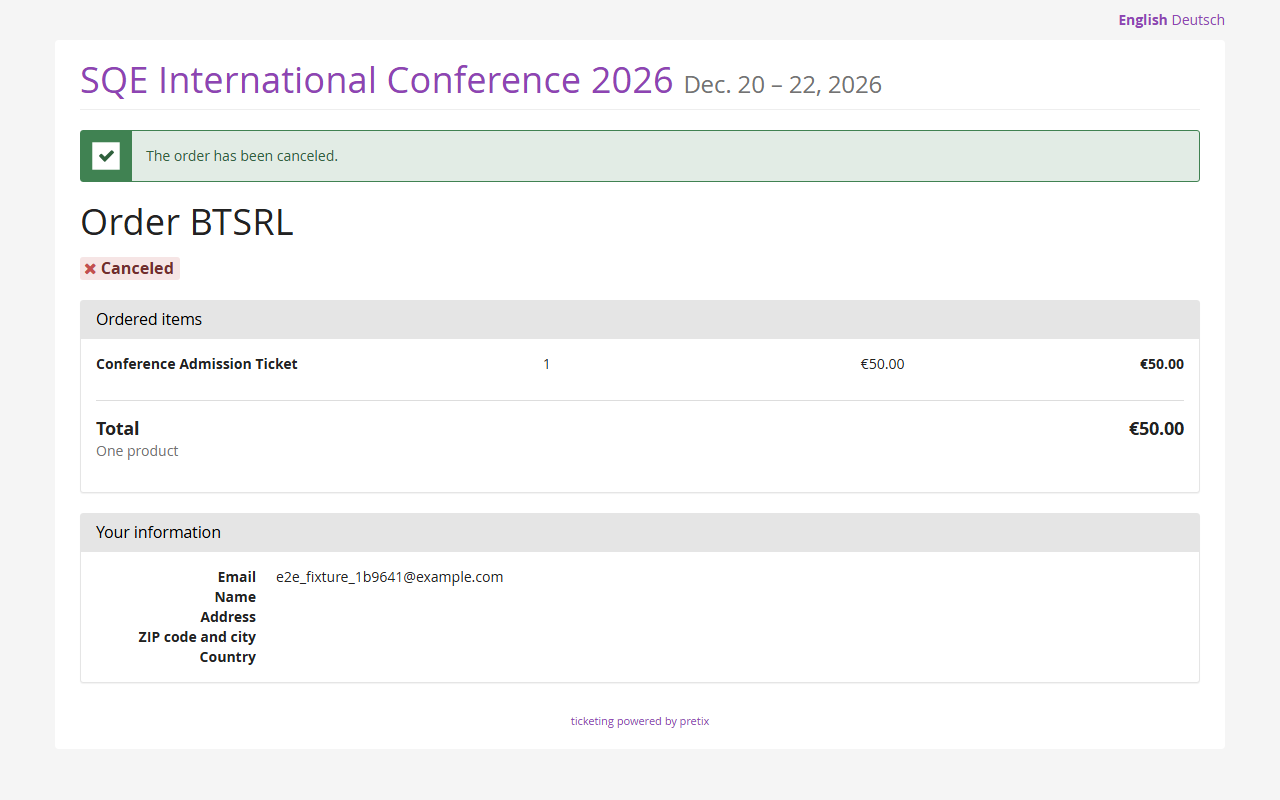 English Deutsch
SQE International Conference 2026 Dec. 20 – 22, 2026
The order has been canceled.
Order BTSRL
Canceled
Ordered items
Conference Admission Ticket 1 €50.00 €50.00
Total €50.00
One product
Your information
Email e2e_fixture_1b9641@example.com
Name
Address
ZIP code and city
Country
ticketing powered by pretix